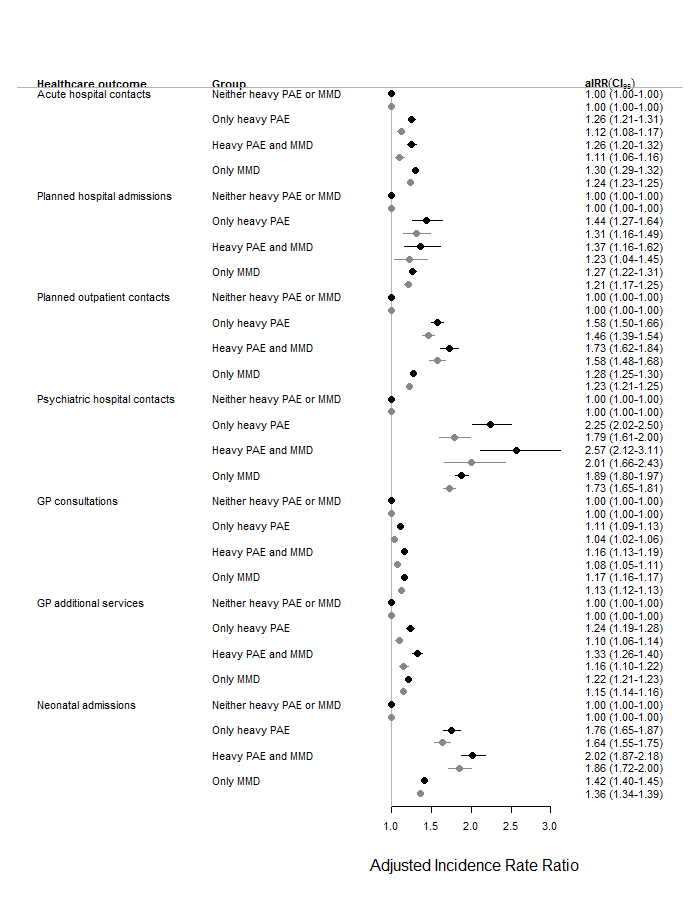 Healthcare outcome Group aIRR(CI95)
Acute hospital contacts Neither heavy PAE or MMD 1.00 (1.00-1.00)
1.00 (1.00-1.00)
Only heavy PAE 1.26 (1.21-1.31)
1.12 (1.08-1.17)
Heavy PAE and MMD 1.26 (1.20-1.32)
1.11 (1.06-1.16)
Only MMD 1.30 (1.29-1.32)
1.24 (1.23-1.25)
Planned hospital admissions Neither heavy PAE or MMD 1.00 (1.00-1.00)
1.00 (1.00-1.00)
Only heavy PAE 1.44 (1.27-1.64)
1.31 (1.16-1.49)
Heavy PAE and MMD 1.37 (1.16-1.62)
1.23 (1.04-1.45)
Only MMD 1.27 (1.22-1.31)
1.21 (1.17-1.25)
Planned outpatient contacts Neither heavy PAE or MMD 1.00 (1.00-1.00)
1.00 (1.00-1.00)
Only heavy PAE 1.58 (1.50-1.66)
1.46 (1.39-1.54)
Heavy PAE and MMD 1.73 (1.62-1.84)
1.58 (1.48-1.68)
Only MMD 1.28 (1.25-1.30)
1.23 (1.21-1.25)
Psychiatric hospital contacts Neither heavy PAE or MMD 1.00 (1.00-1.00)
1.00 (1.00-1.00)
Only heavy PAE 2.25 (2.02-2.50)
1.79 (1.61-2.00)
Heavy PAE and MMD 2.57 (2.12-3.11)
2.01 (1.66-2.43)
Only MMD 1.89 (1.80-1.97)
1.73 (1.65-1.81)
GP consultations Neither heavy PAE or MMD 1.00 (1.00-1.00)
1.00 (1.00-1.00)
Only heavy PAE 1.11 (1.09-1.13)
1.04 (1.02-1.06)
Heavy PAE and MMD 1.16 (1.13-1.19)
1.08 (1.05-1.11)
Only MMD 1.17 (1.16-1.17)
1.13 (1.12-1.13)
GP additional services Neither heavy PAE or MMD 1.00 (1.00-1.00)
1.00 (1.00-1.00)
Only heavy PAE 1.24 (1.19-1.28)
1.10 (1.06-1.14)
Heavy PAE and MMD 1.33 (1.26-1.40)
1.16 (1.10-1.22)
Only MMD 1.22 (1.21-1.23)
1.15 (1.14-1.16)
Neonatal admissions Neither heavy PAE or MMD 1.00 (1.00-1.00)
1.00 (1.00-1.00)
Only heavy PAE 1.76 (1.65-1.87)
1.64 (1.55-1.75)
Heavy PAE and MMD 2.02 (1.87-2.18)
1.86 (1.72-2.00)
Only MMD 1.42 (1.40-1.45)
1.36 (1.34-1.39)
1.0 1.5 2.0 2.5 3.0
Adjusted Incidence Rate Ratio